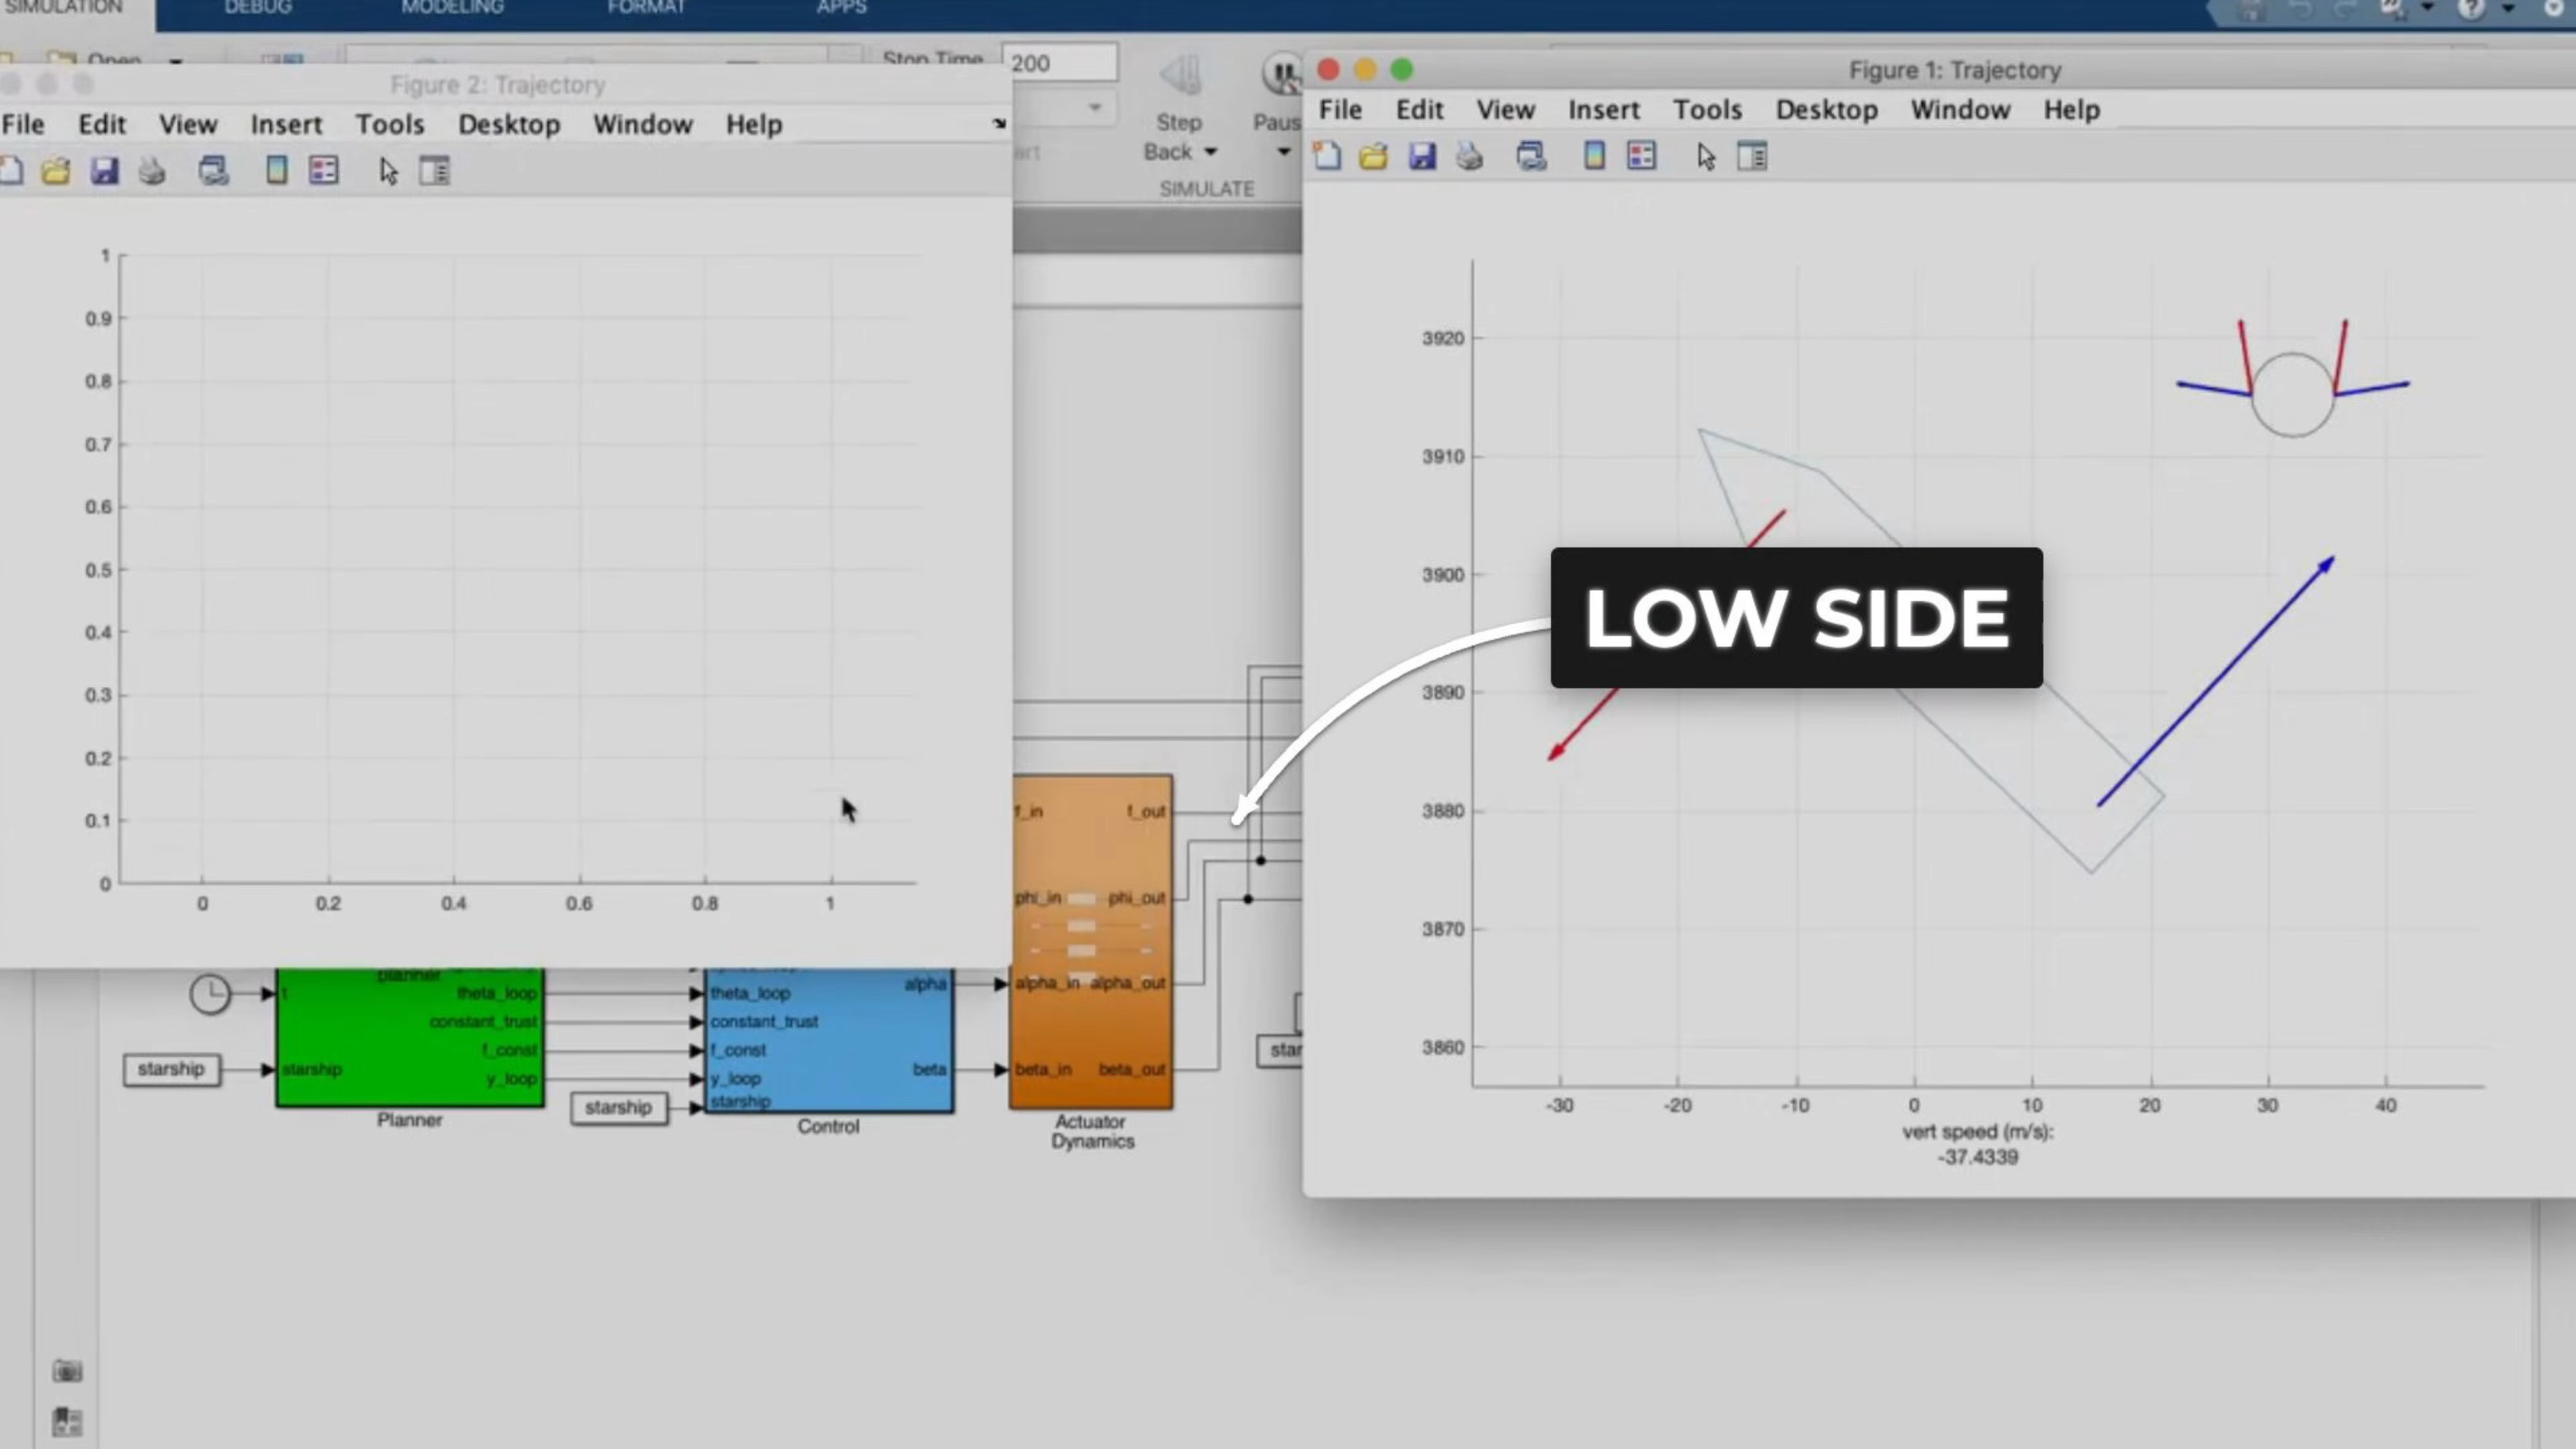 SIMULATION DEBUG MODELING FORMAT APPS
Open
Stop Time 200
Step
Back
SIMULATE
Figure 2: Trajectory
File Edit View Insert Tools Desktop Window Help
1
0.9
0.8
0.7
0.6
0.5
0.4
0.3
0.2
0.1
0
0 0.2 0.4 0.6 0.8 1
Figure 1: Trajectory
File Edit View Insert Tools Desktop Window Help
3920
3910
3900
3890
3880
3870
3860
-30 -20 -10 0 10 20 30 40
vert speed (m/s):
-37.4339
LOW SIDE
f_in f_out
phi_in phi_out
alpha_in alpha_out
beta_in beta_out
Actuator
Dynamics
planner
t
theta_loop
constant_trust
f_const
starship
starship
y_loop
Planner
theta_loop
constant_trust
f_const
y_loop
starship
starship
alpha
beta
Control